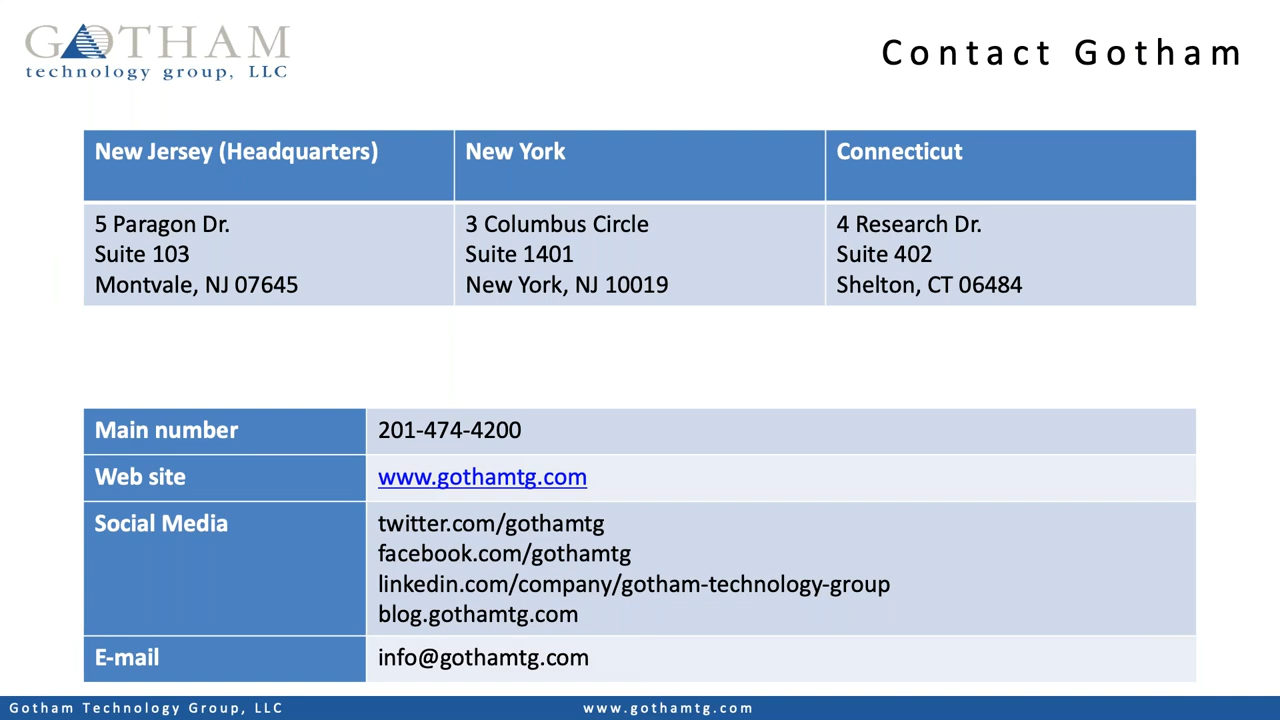 GOTHAM
technology group, LLC
Contact Gotham
New Jersey (Headquarters)
New York
Connecticut
5 Paragon Dr.
Suite 103
Montvale, NJ 07645
3 Columbus Circle
Suite 1401
New York, NJ 10019
4 Research Dr.
Suite 402
Shelton, CT 06484
Main number
201-474-4200
Web site
www.gothamtg.com
Social Media
twitter.com/gothamtg
facebook.com/gothamtg
linkedin.com/company/gotham-technology-group
blog.gothamtg.com
E-mail
info@gothamtg.com
Gotham Technology Group, LLC
www.gothamtg.com